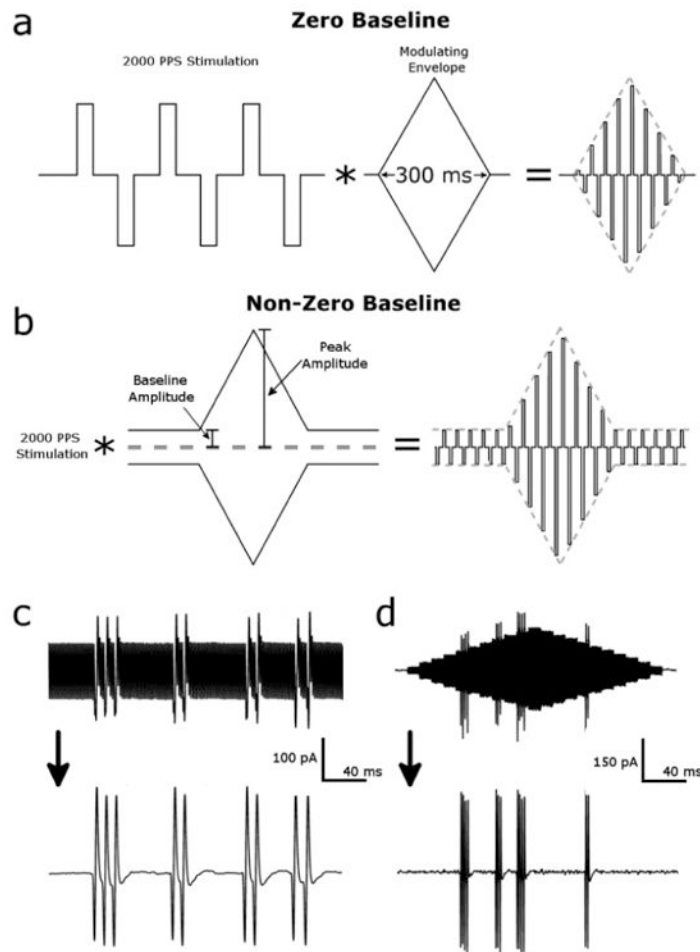 a
Zero Baseline
2000 PPS Stimulation
Modulating
Envelope
*
300 ms
=
b
Non-Zero Baseline
Baseline
Amplitude
Peak
Amplitude
2000 PPS
Stimulation
*
=
c
100 pA
40 ms
d
150 pA
40 ms